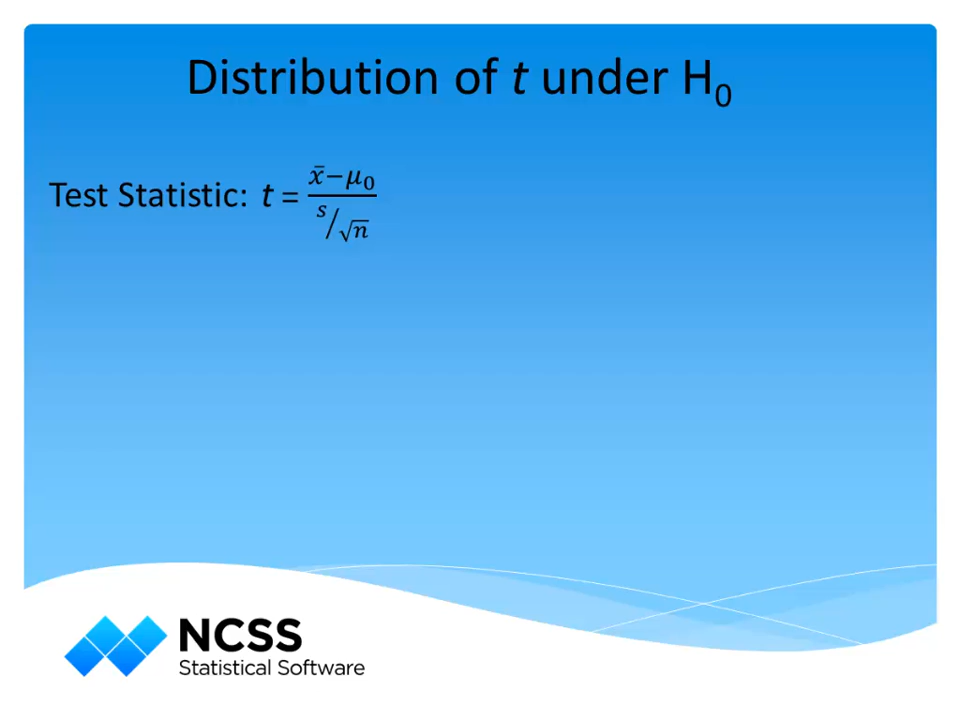 Distribution of t under H₀
Test Statistic: t = (x̄−μ₀)/(s/√n)
NCSS
Statistical Software